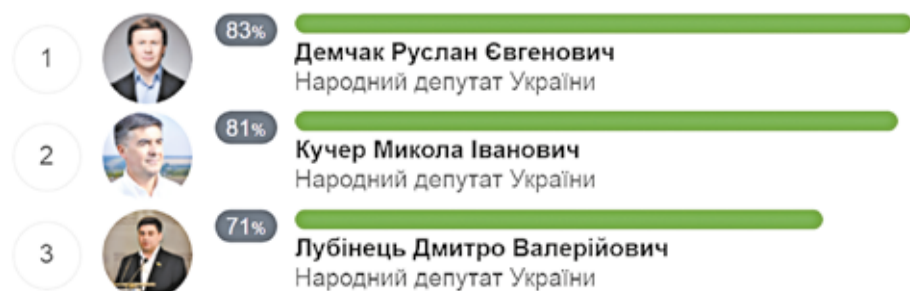 1
83%
Демчак Руслан Євгенович
Народний депутат України
2
81%
Кучер Микола Іванович
Народний депутат України
3
71%
Лубінець Дмитро Валерійович
Народний депутат України